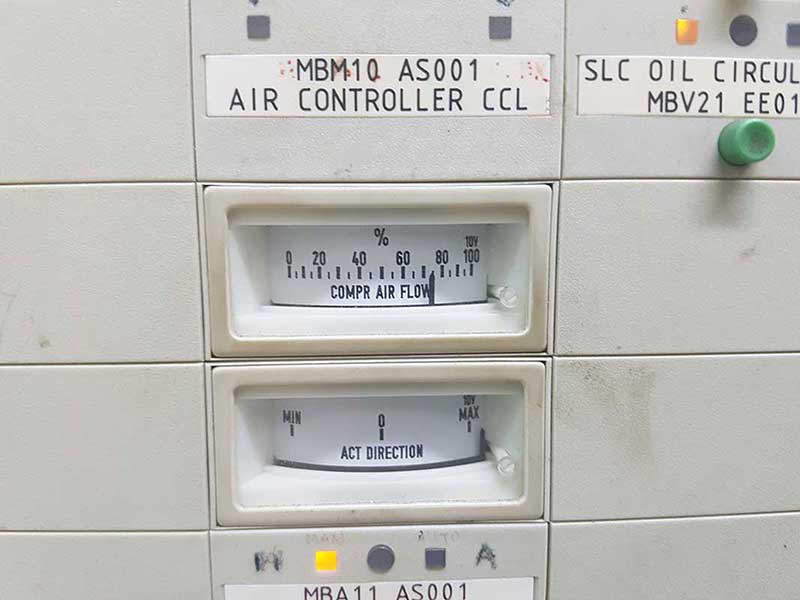 MBM10 AS001
AIR CONTROLLER CCL
SLC OIL CIRCUL
MBV21 EE01
%
10V
0 20 40 60 80 100
COMPR AIR FLOW
10V
MIN 0 MAX
ACT DIRECTION
MAN AUTO
M A
MBA11 AS001